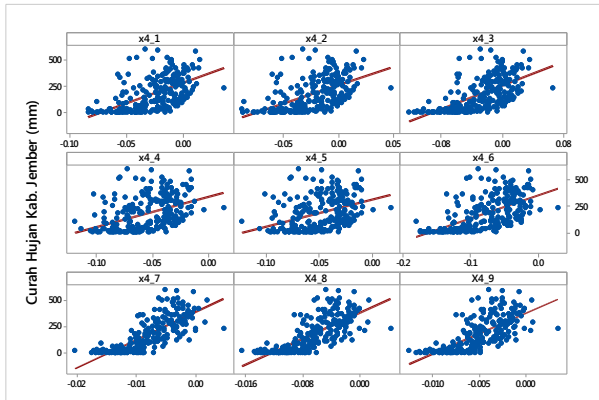 Curah Hujan Kab. Jember (mm)
x4_1 x4_2 x4_3
500
250
0
-0.10 -0.05 0.00 -0.05 0.00 0.05 -0.08 0.00 0.08
x4_4 x4_5 x4_6
500
250
0
-0.10 -0.05 0.00 -0.10 -0.05 0.00 -0.2 -0.1 0.0
x4_7 X4_8 X4_9
500
250
0
-0.02 -0.01 0.00 -0.016 -0.008 0.000 -0.010 -0.005 0.000